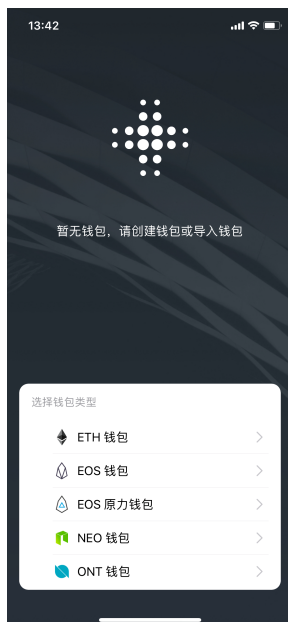 13:42
暂无钱包，请创建钱包或导入钱包
选择钱包类型
ETH 钱包
EOS 钱包
EOS 原力钱包
NEO 钱包
ONT 钱包